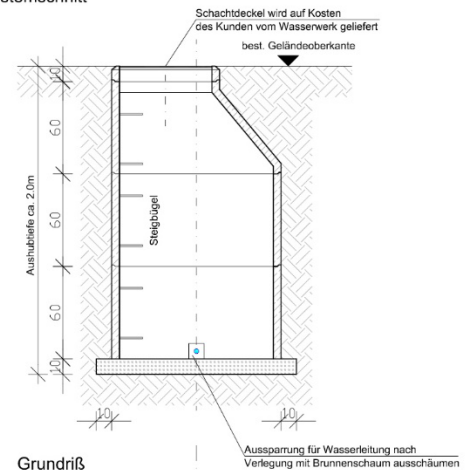 Schachtdeckel wird auf Kosten
des Kunden vom Wasserwerk geliefert
best. Geländeoberkante
10
60
60
60
10
Aushubtiefe ca. 2.0m
Steigbügel
10
10
Aussparung für Wasserleitung nach
Verlegung mit Brunnenschaum ausschäumen
Grundriß